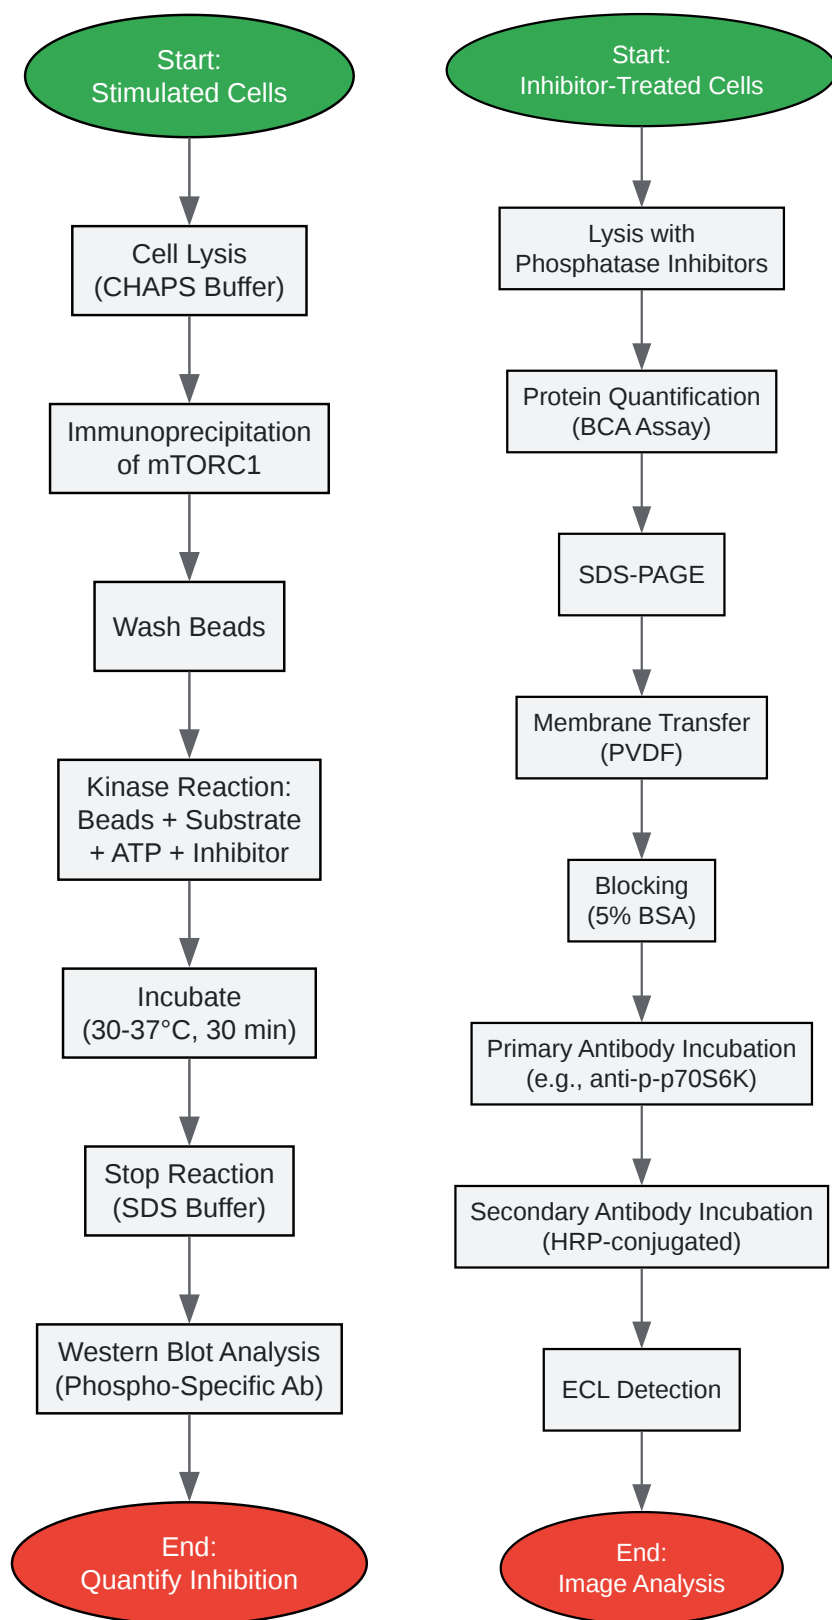 Start:
Stimulated Cells
Cell Lysis
(CHAPS Buffer)
Immunoprecipitation
of mTORC1
Wash Beads
Kinase Reaction:
Beads + Substrate
+ ATP + Inhibitor
Incubate
(30-37°C, 30 min)
Stop Reaction
(SDS Buffer)
Western Blot Analysis
(Phospho-Specific Ab)
End:
Quantify Inhibition
Start:
Inhibitor-Treated Cells
Lysis with
Phosphatase Inhibitors
Protein Quantification
(BCA Assay)
SDS-PAGE
Membrane Transfer
(PVDF)
Blocking
(5% BSA)
Primary Antibody Incubation
(e.g., anti-p-p70S6K)
Secondary Antibody Incubation
(HRP-conjugated)
ECL Detection
End:
Image Analysis